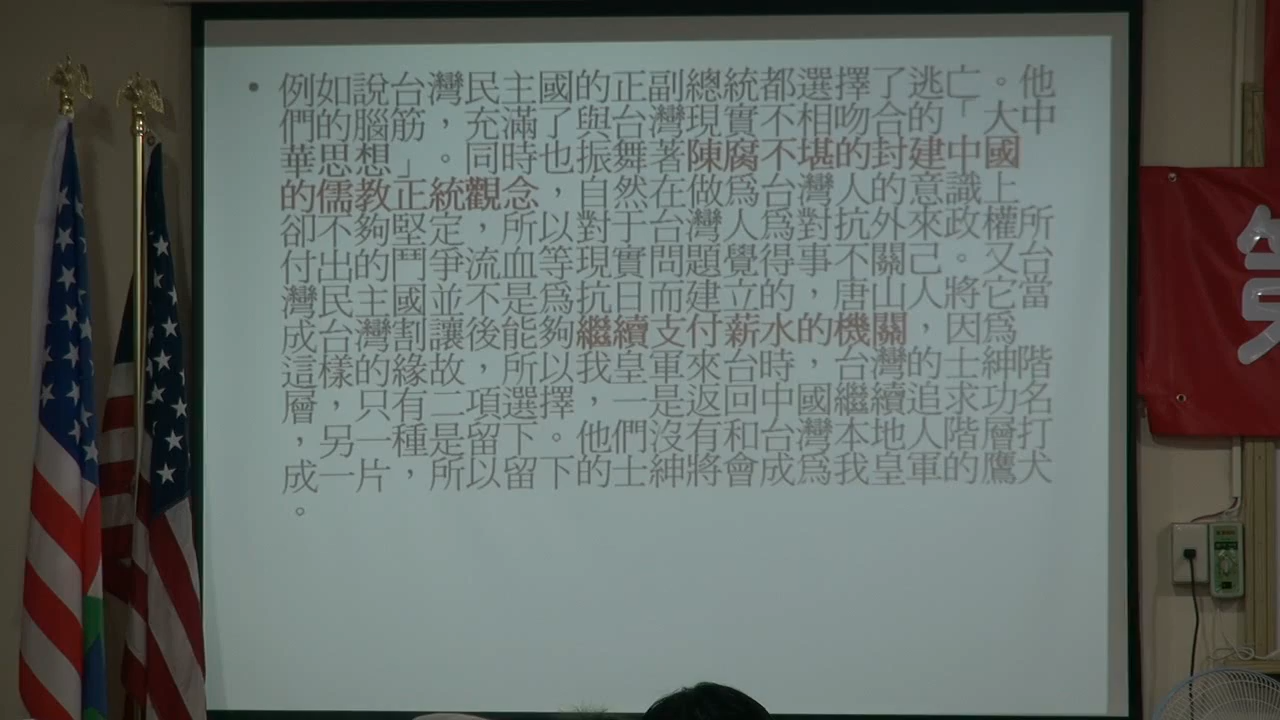 • 例如說台灣民主國的正副總統都選擇了逃亡。他
們的腦筋，充滿了與台灣現實不相吻合的「大中
華思想」。同時也振舞著陳腐不堪的封建中國
的儒教正統觀念，自然在做為台灣人的意識上
卻不夠堅定，所以對于台灣人為對抗外來政權所
付出的鬥爭流血等現實問題覺得事不關己。又台
灣民主國並不是為抗日而建立的，唐山人將它當
成台灣割讓後能夠繼續支付薪水的機關，因為
這樣的緣故，所以我皇軍來台時，台灣的士紳階
層，只有二項選擇，一是返回中國繼續追求功名
，另一種是留下。他們沒有和台灣本地人階層打
成一片，所以留下的士紳將會成為我皇軍的鷹犬
。